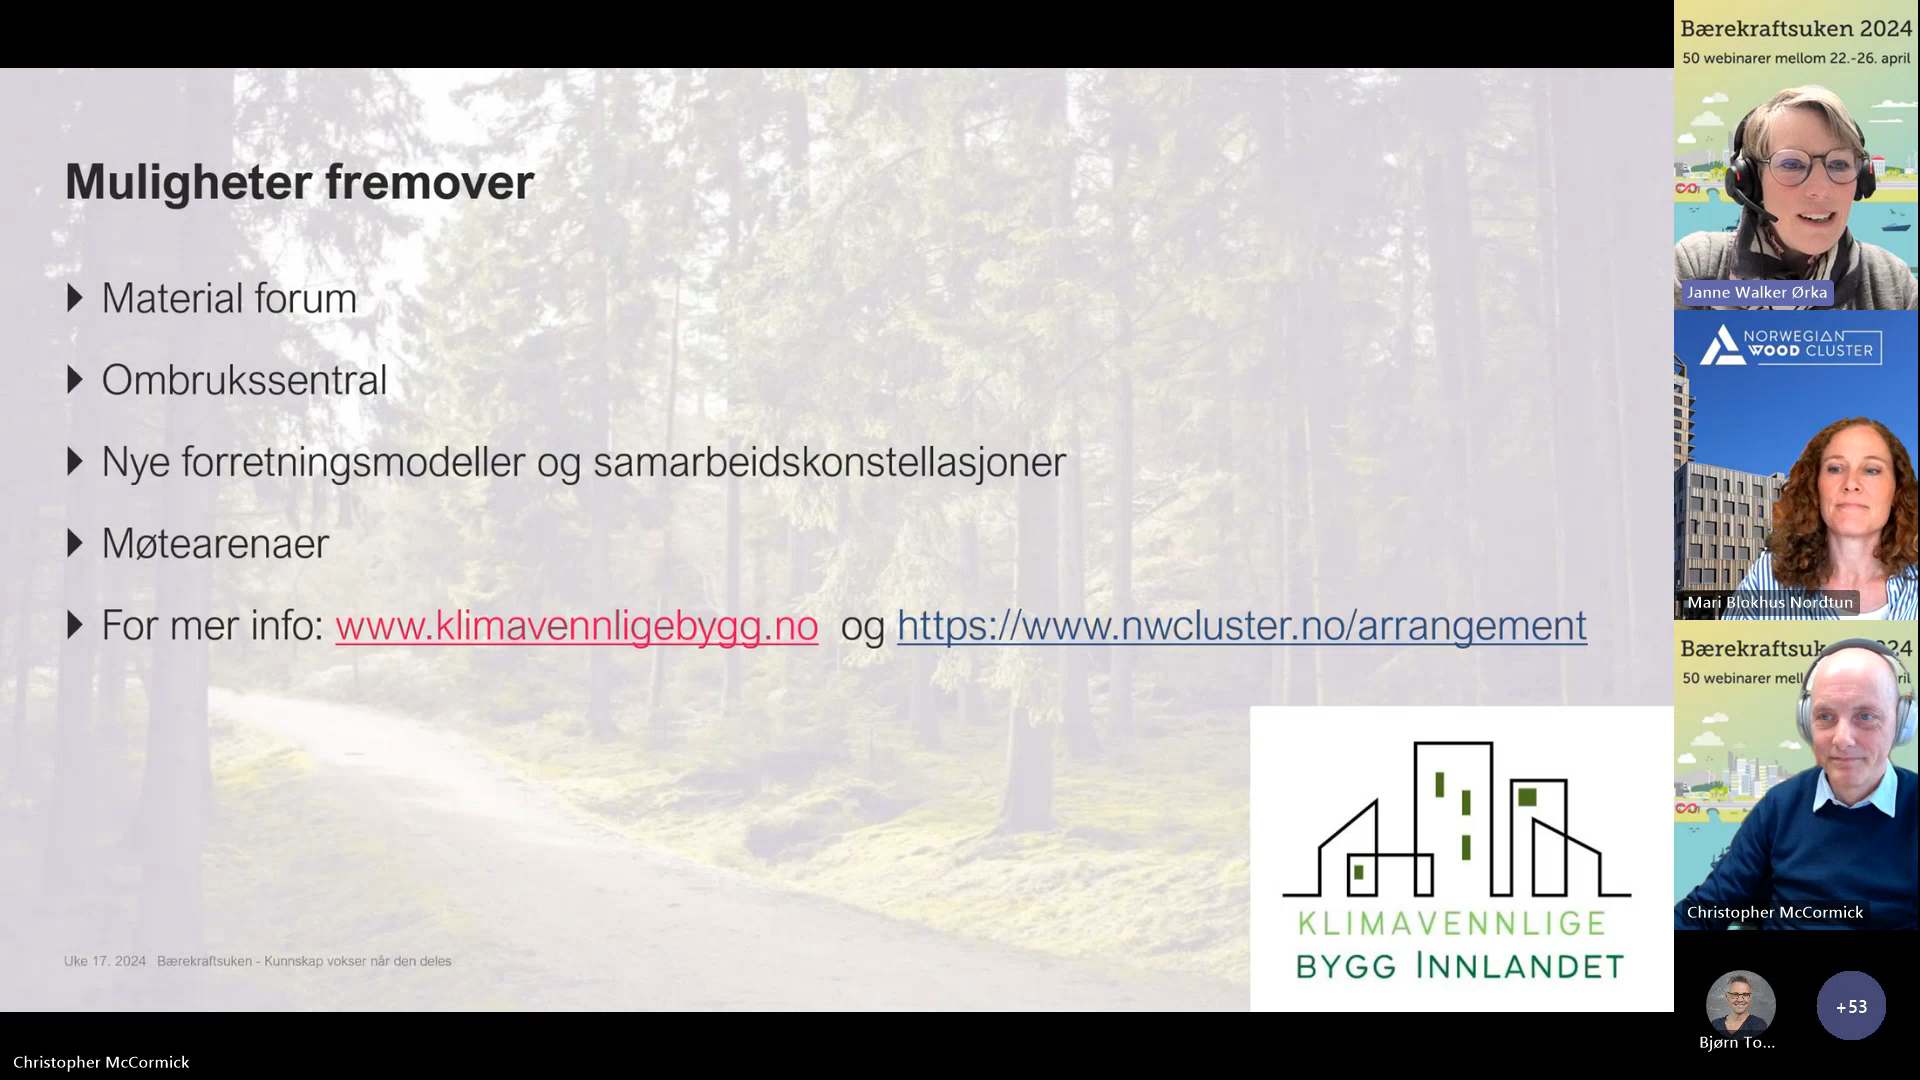 Muligheter fremover
Material forum
Ombrukssentral
Nye forretningsmodeller og samarbeidskonstellasjoner
Møtearenaer
For mer info: www.klimavennligebygg.no og https://www.nwcluster.no/arrangement
KLIMAVENNLIGE
BYGG INNLANDET
Uke 17. 2024 Bærekraftsuken - Kunnskap vokser når den deles
Christopher McCormick
Bærekraftsuken 2024
50 webinarer mellom 22.-26. april
Janne Walker Ørka
NORWEGIAN
WOOD CLUSTER
Mari Blokhus Nordtun
Bærekraftsuk 24
50 webinarer mell ril
Christopher McCormick
Bjørn To...
+53